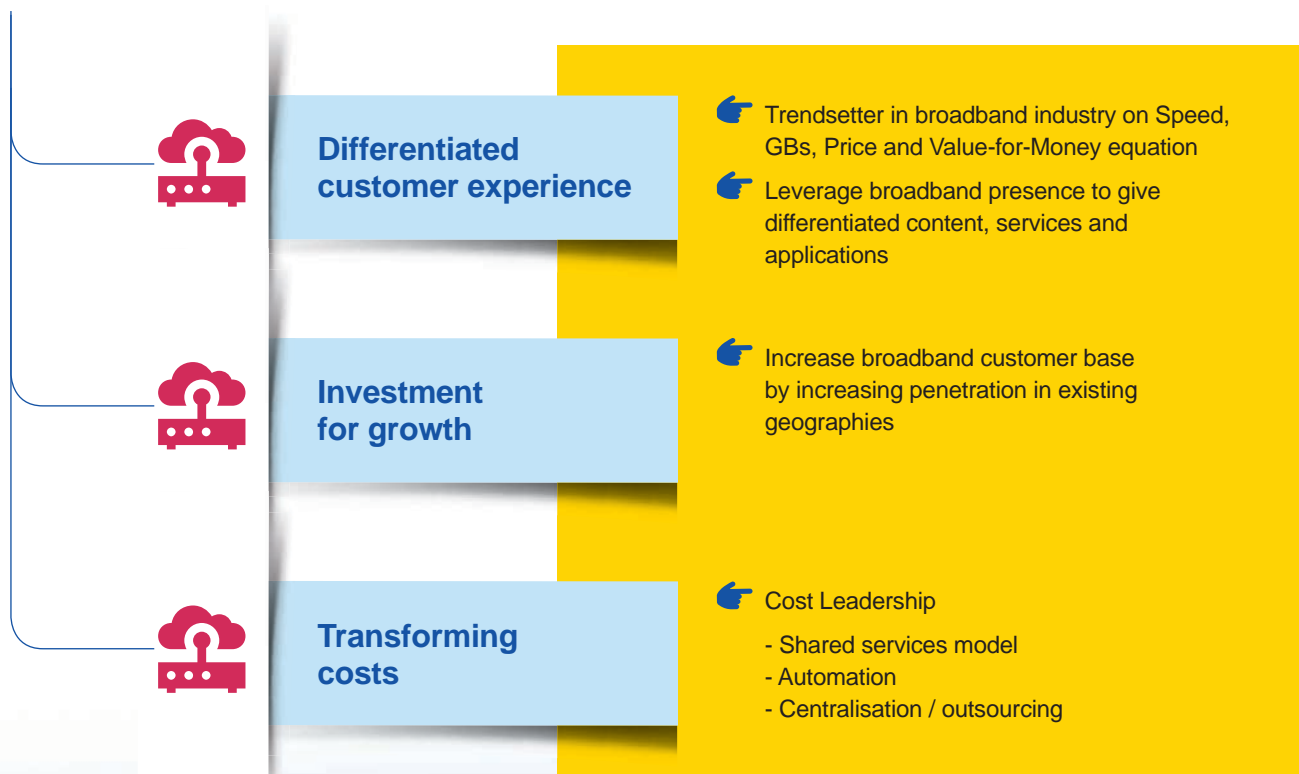 Differentiated
customer experience
Trendsetter in broadband industry on Speed,
GBs, Price and Value-for-Money equation
Leverage broadband presence to give
differentiated content, services and
applications
Investment
for growth
Increase broadband customer base
by increasing penetration in existing
geographies
Transforming
costs
Cost Leadership
- Shared services model
- Automation
- Centralisation / outsourcing